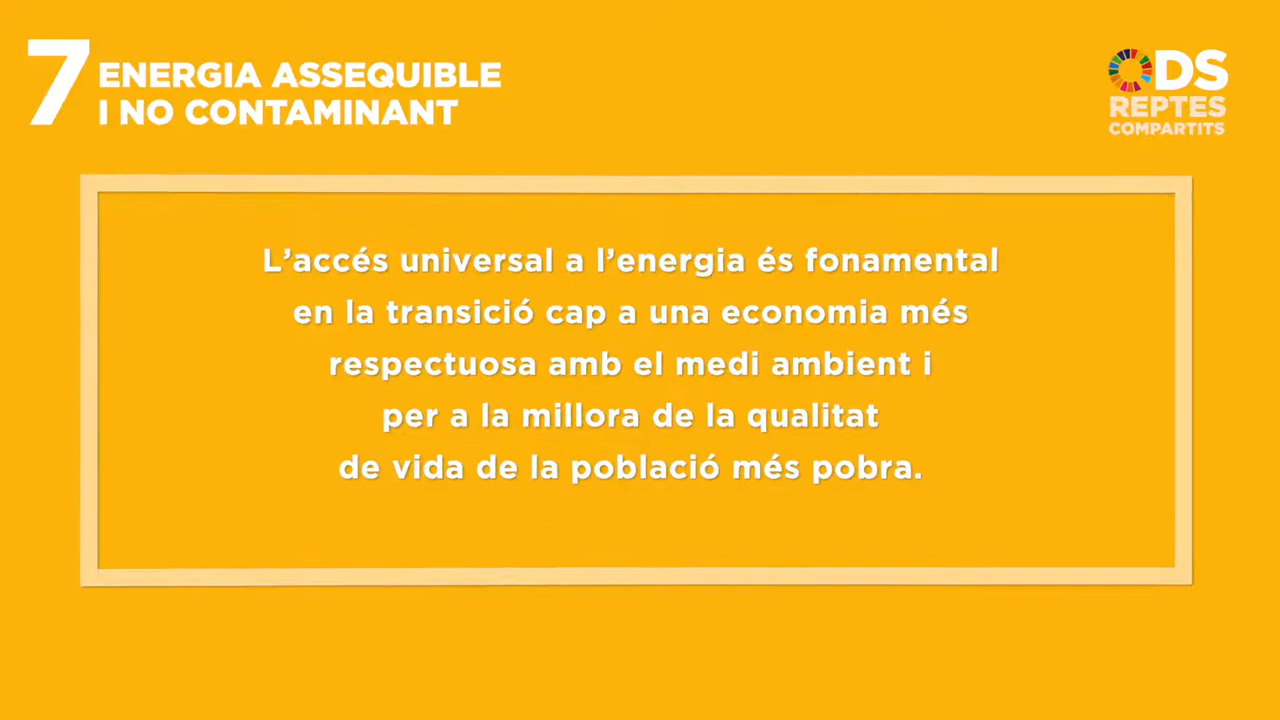 7 ENERGIA ASSEQUIBLE
I NO CONTAMINANT
ODS
REPTES
COMPARTITS
L'accés universal a l'energia és fonamental
en la transició cap a una economia més
respectuosa amb el medi ambient i
per a la millora de la qualitat
de vida de la població més pobra.